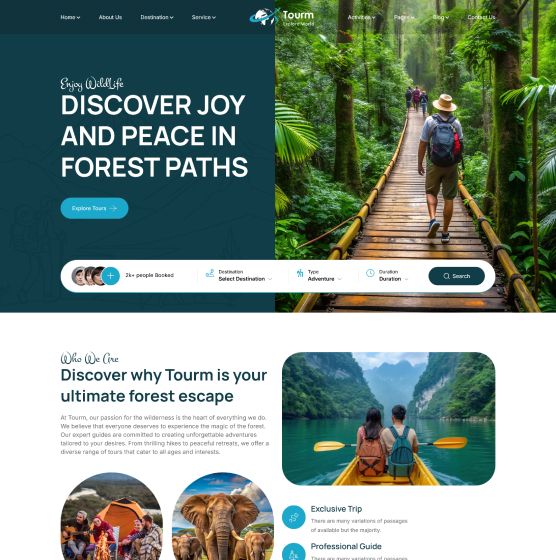 Home
About Us
Destination
Service
Tourm
Explore World
Activities
Pages
Blog
Contact Us
Enjoy WildLife
DISCOVER JOY
AND PEACE IN
FOREST PATHS
Explore Tours
2k+ people Booked
Destination
Select Destination
Type
Adventure
Duration
Duration
Search
Who We Are
Discover why Tourm is your
ultimate forest escape
At Tourm, our passion for the wilderness is the heart of everything we do.
We believe that everyone deserves to experience the magic of the forest.
Our expert guides are committed to creating unforgettable adventures
tailored to your desires. From thrilling hikes to peaceful retreats, we offer a
diverse range of tours that cater to all ages and interests.
Exclusive Trip
There are many variations of passages
of available but the majority.
Professional Guide
There are many variations of passages